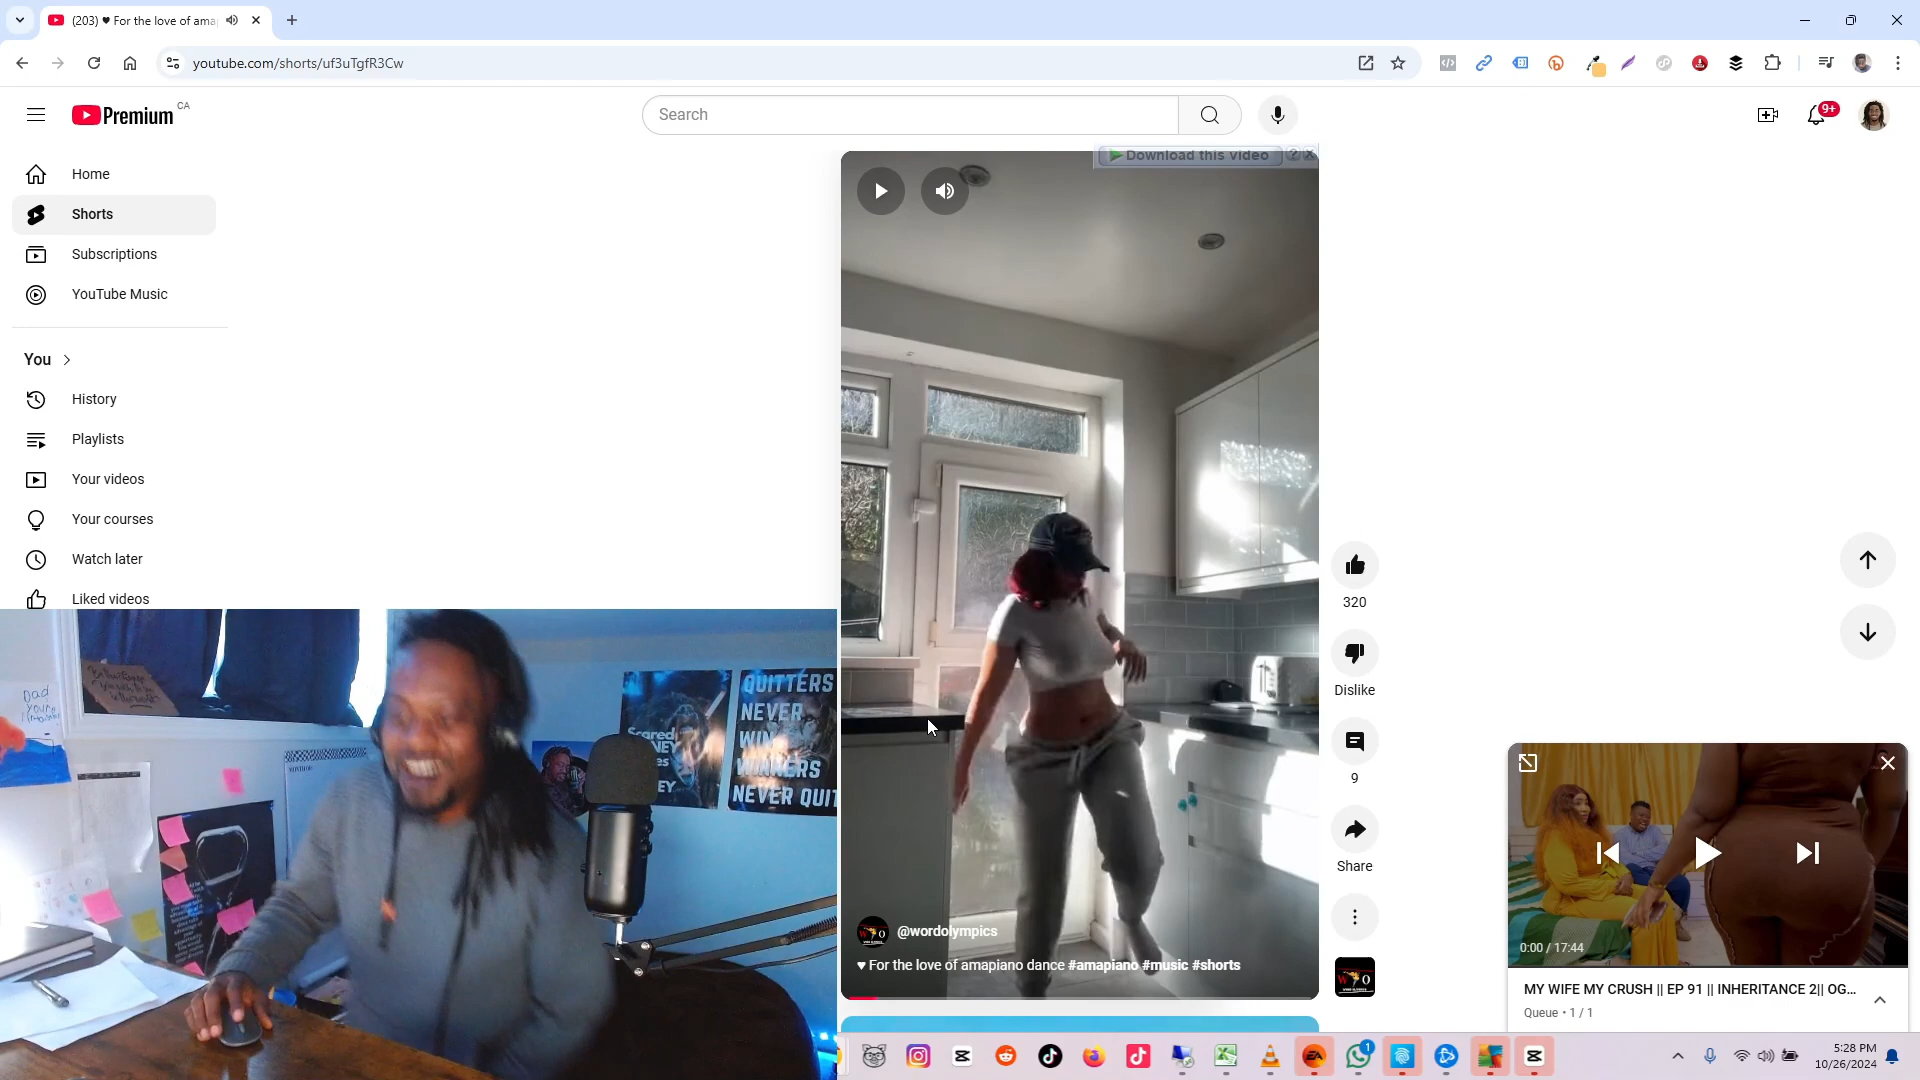 (203) ♥ For the love of ama
youtube.com/shorts/uf3uTgfR3Cw
Premium CA
Search
9+
Download this video
Home
Shorts
Subscriptions
YouTube Music
You
History
Playlists
Your videos
Your courses
Watch later
Liked videos
320
Dislike
9
Share
@wordolympics
♥ For the love of amapiano dance #amapiano #music #shorts
Dad
QUITTERS
NEVER
WIN
WINNERS
NEVER QUIT
Scared
0:00 / 17:44
MY WIFE MY CRUSH || EP 91 || INHERITANCE 2|| OG...
Queue • 1 / 1
1
5:28 PM
10/26/2024